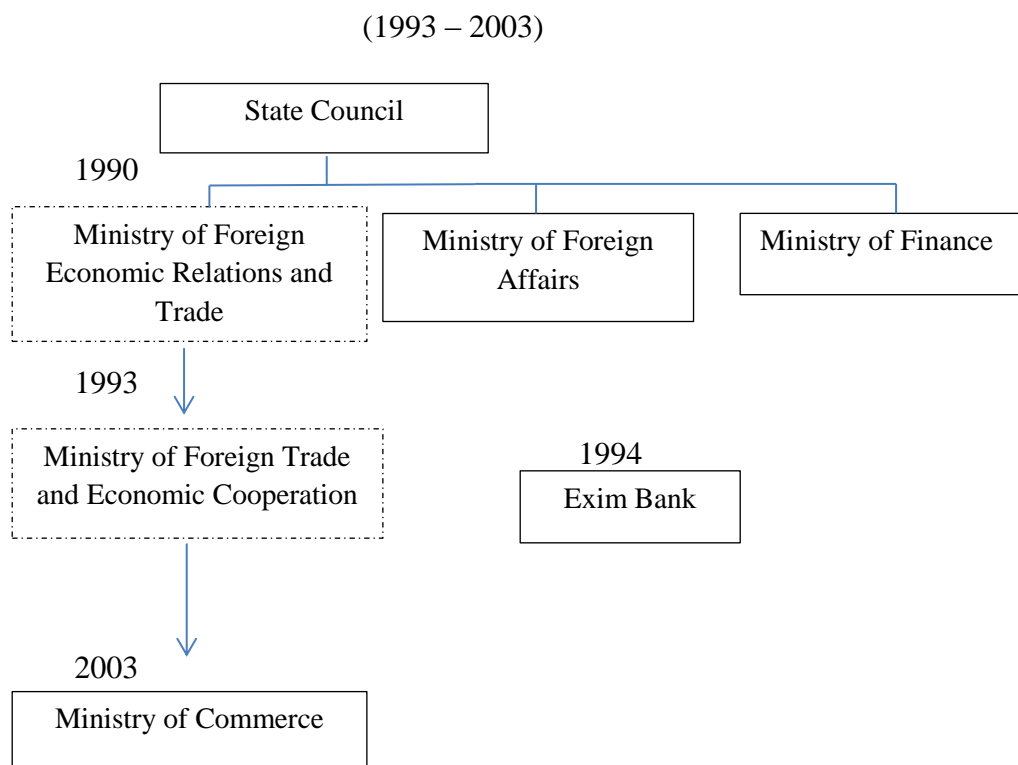 (1993 – 2003)
State Council
1990
Ministry of Foreign
Economic Relations and
Trade
Ministry of Foreign
Affairs
Ministry of Finance
1993
Ministry of Foreign Trade
and Economic Cooperation
1994
Exim Bank
2003
Ministry of Commerce